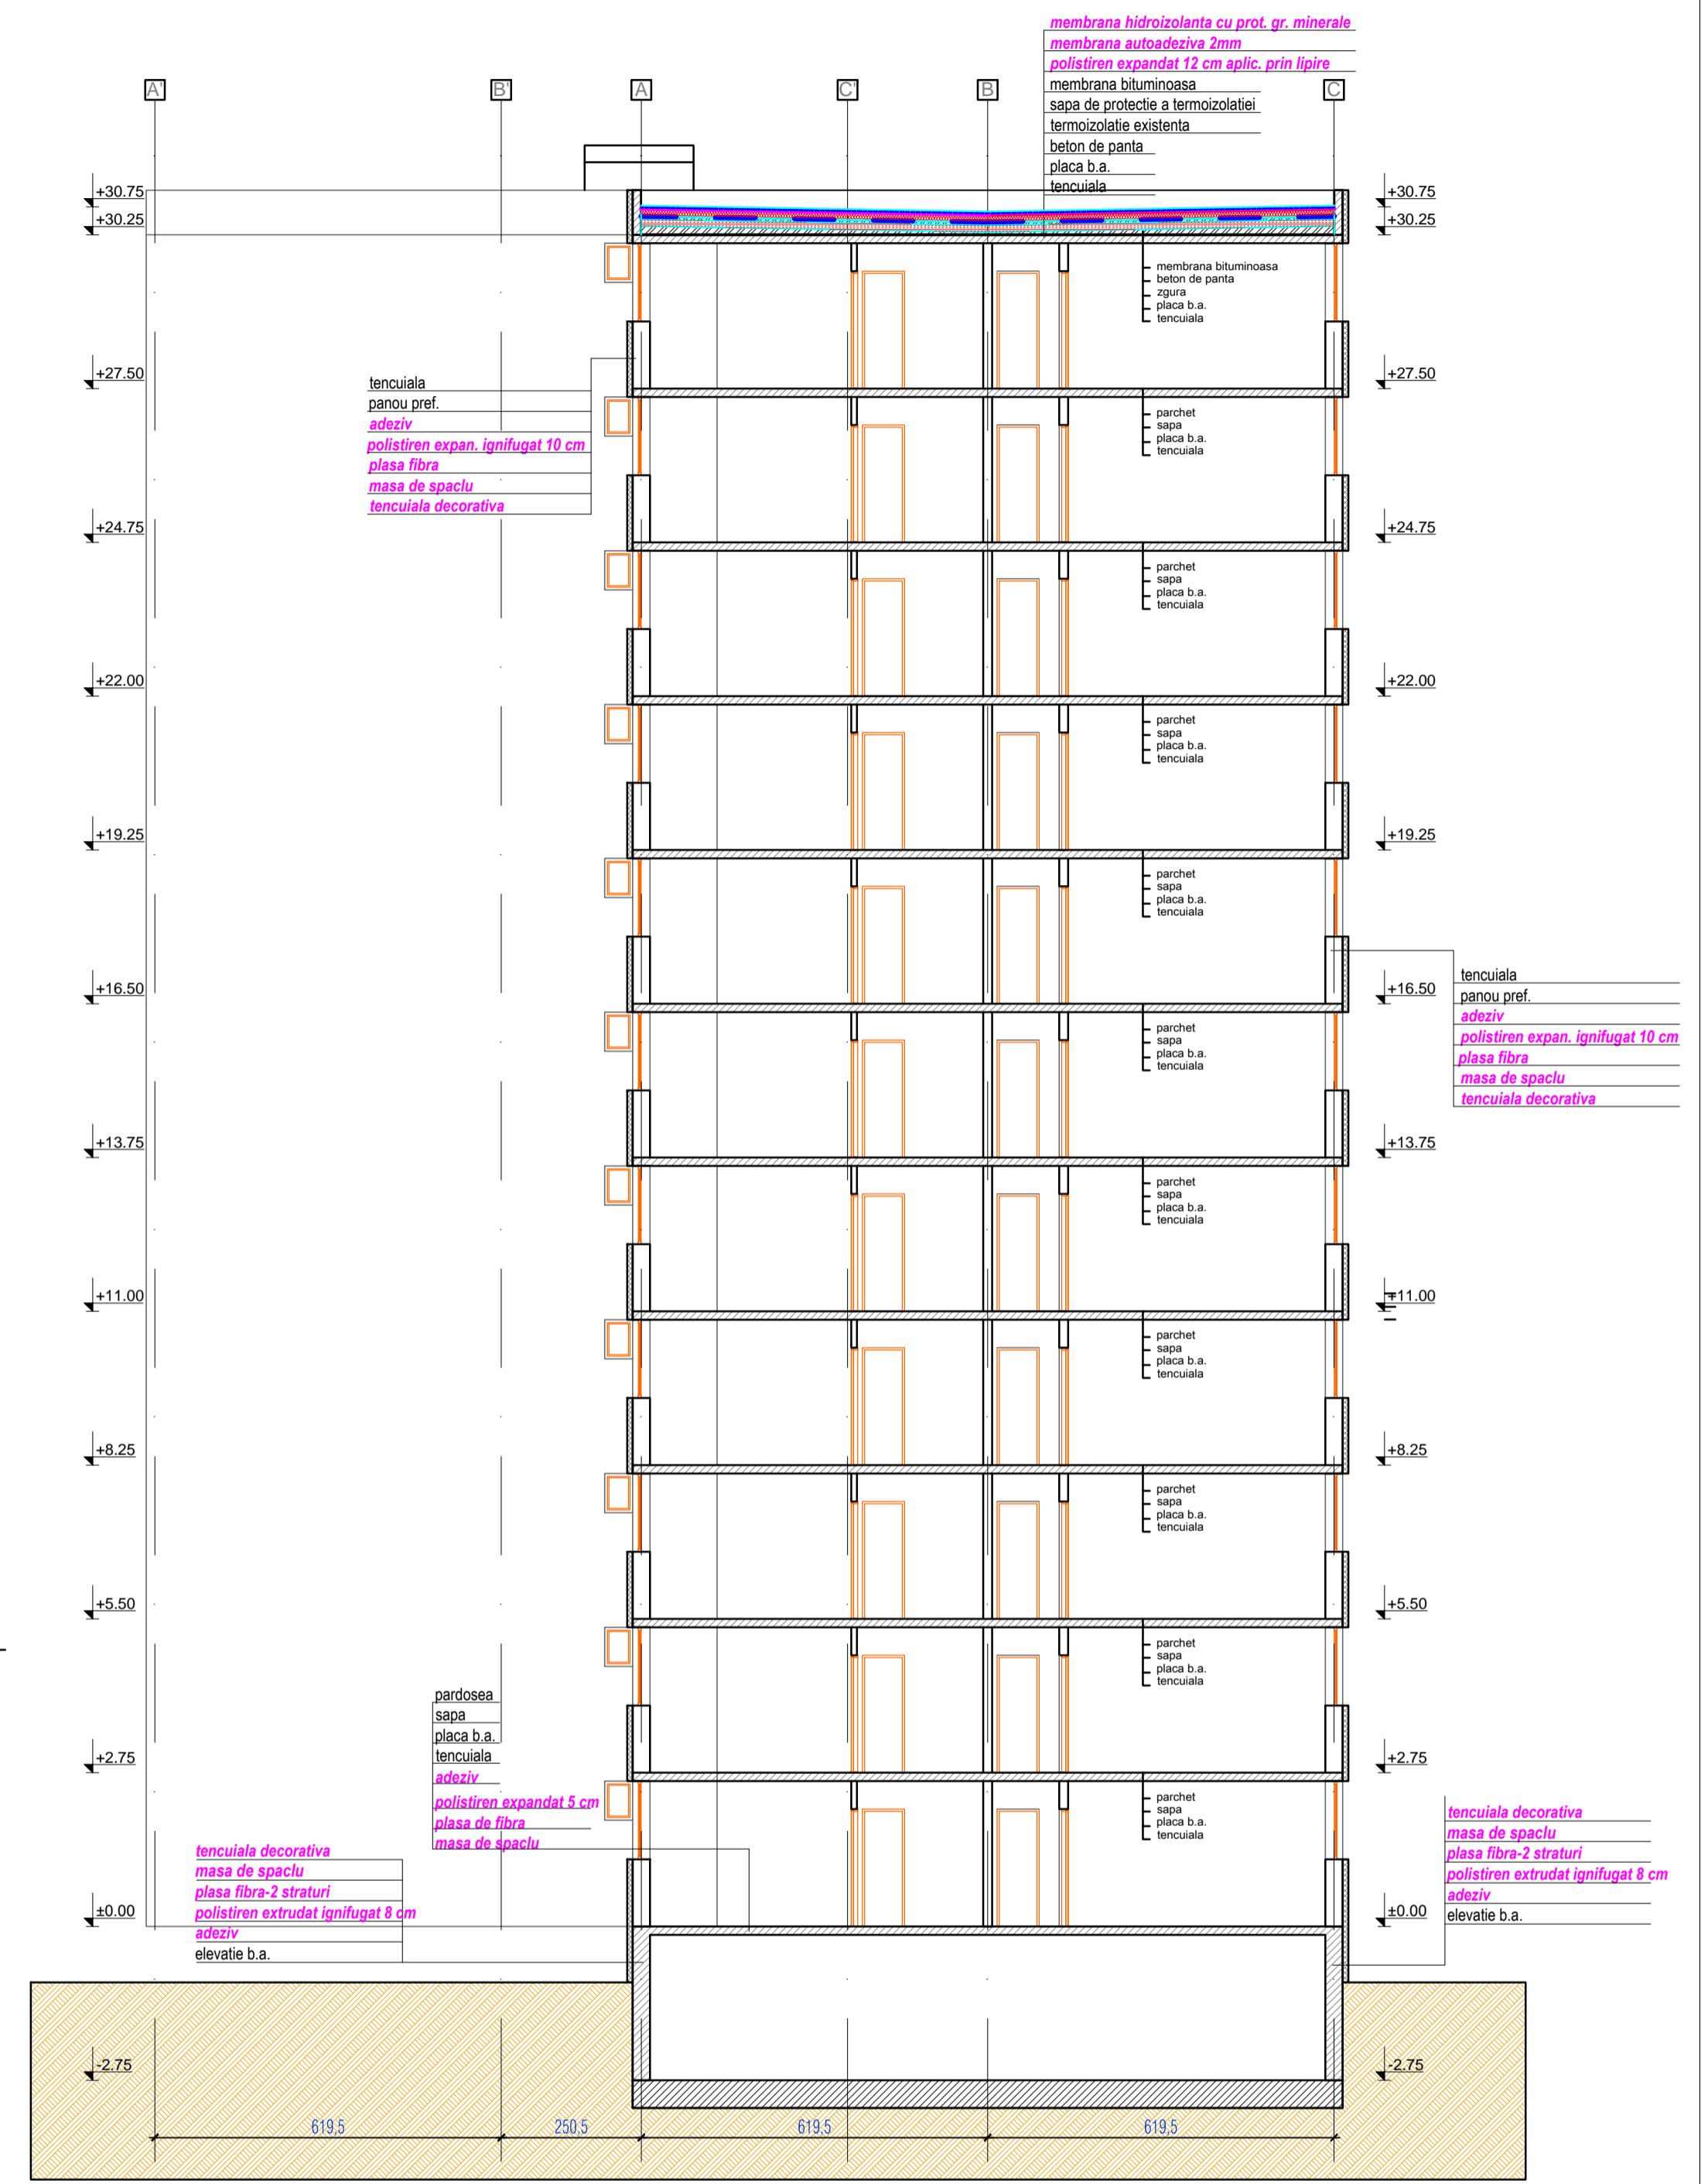 membrana hidroizolanta cu prot. gr. minerale
membrana autoadeziva 2mm
polistiren expandat 12 cm aplic. prin lipire
membrana bituminoasa
sapa de protectie a termoizolatiei
termoizolatie existenta
beton de panta
placa b.a.
tencuiala
A'
B'
A
C'
B
C
+30.75
+30.75
+30.25
+30.25
membrana bituminoasa
beton de panta
zgura
placa b.a.
tencuiala
+27.50
+27.50
tencuiala
panou pref.
adeziv
polistiren expan. ignifugat 10 cm
plasa fibra
masa de spaclu
tencuiala decorativa
parchet
sapa
placa b.a.
tencuiala
+24.75
+24.75
parchet
sapa
placa b.a.
tencuiala
+22.00
+22.00
parchet
sapa
placa b.a.
tencuiala
+19.25
+19.25
parchet
sapa
placa b.a.
tencuiala
+16.50
+16.50
tencuiala
panou pref.
adeziv
polistiren expan. ignifugat 10 cm
plasa fibra
masa de spaclu
tencuiala decorativa
parchet
sapa
placa b.a.
tencuiala
+13.75
+13.75
parchet
sapa
placa b.a.
tencuiala
+11.00
+11.00
parchet
sapa
placa b.a.
tencuiala
+8.25
+8.25
parchet
sapa
placa b.a.
tencuiala
+5.50
+5.50
parchet
sapa
placa b.a.
tencuiala
pardosea
sapa
placa b.a.
tencuiala
adeziv
polistiren expandat 5 cm
plasa de fibra
masa de spaclu
+2.75
+2.75
parchet
sapa
placa b.a.
tencuiala
tencuiala decorativa
masa de spaclu
plasa fibra-2 straturi
polistiren extrudat ignifugat 8 cm
adeziv
elevatie b.a.
tencuiala decorativa
masa de spaclu
plasa fibra-2 straturi
polistiren extrudat ignifugat 8 cm
adeziv
elevatie b.a.
±0.00
±0.00
-2.75
-2.75
619,5
250,5
619,5
619,5